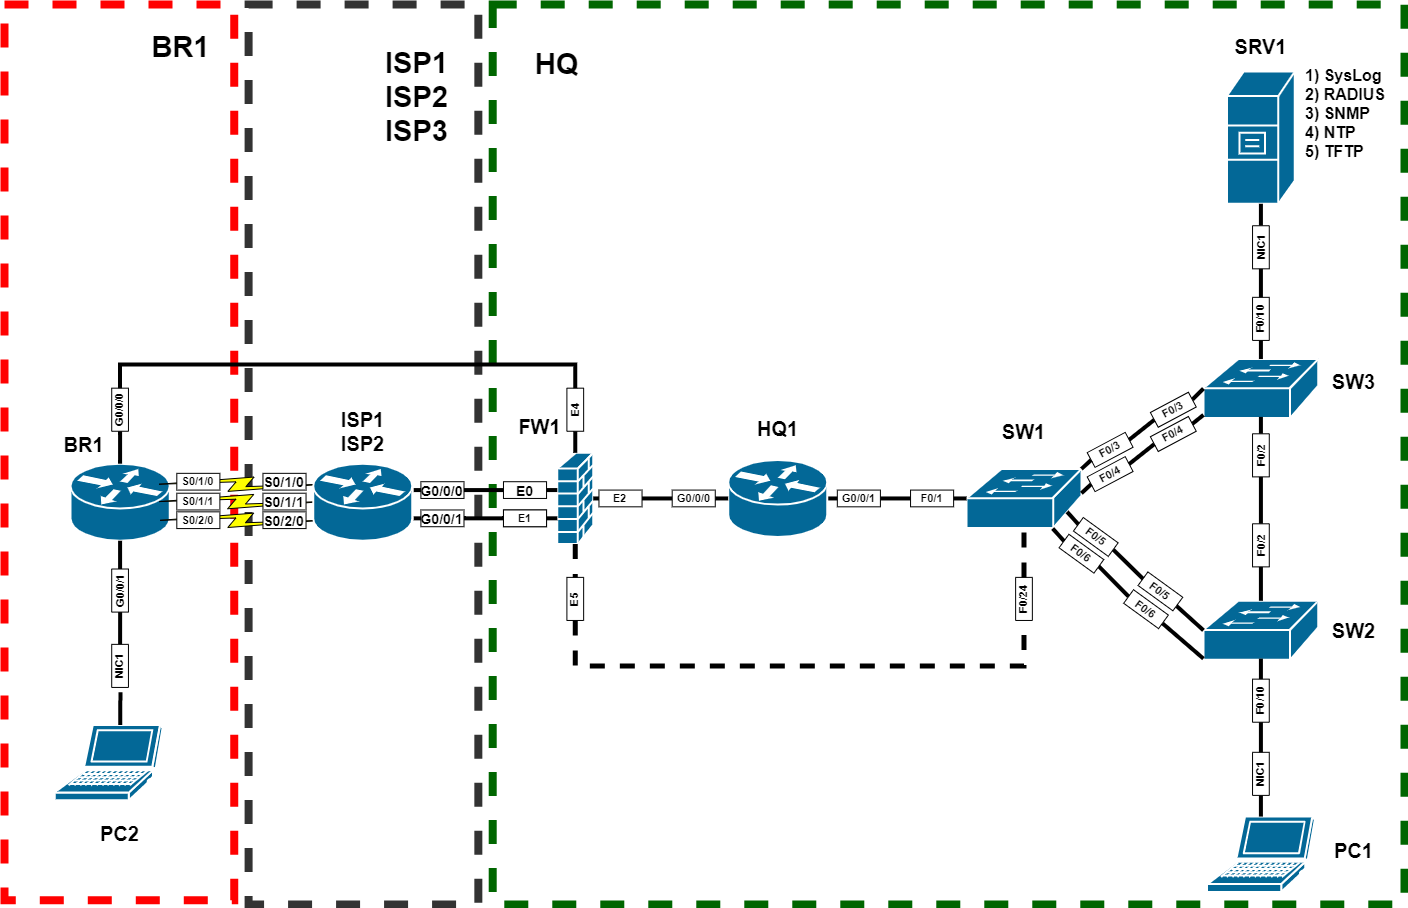 BR1
ISP1
ISP2
ISP3
HQ
SRV1
1) SysLog
2) RADIUS
3) SNMP
4) NTP
5) TFTP
NIC1
F0/10
SW3
G0/0/0
E4
BR1
ISP1
ISP2
FW1
HQ1
SW1
F0/3
F0/4
F0/3
F0/4
F0/2
S0/1/0
S0/1/1
S0/2/0
S0/1/0
S0/1/1
S0/2/0
G0/0/0
G0/0/1
E0
E1
E2
G0/0/0
G0/0/1
F0/1
F0/5
F0/6
F0/5
F0/6
F0/2
SW2
G0/0/1
NIC1
E5
F0/24
F0/10
NIC1
PC2
PC1